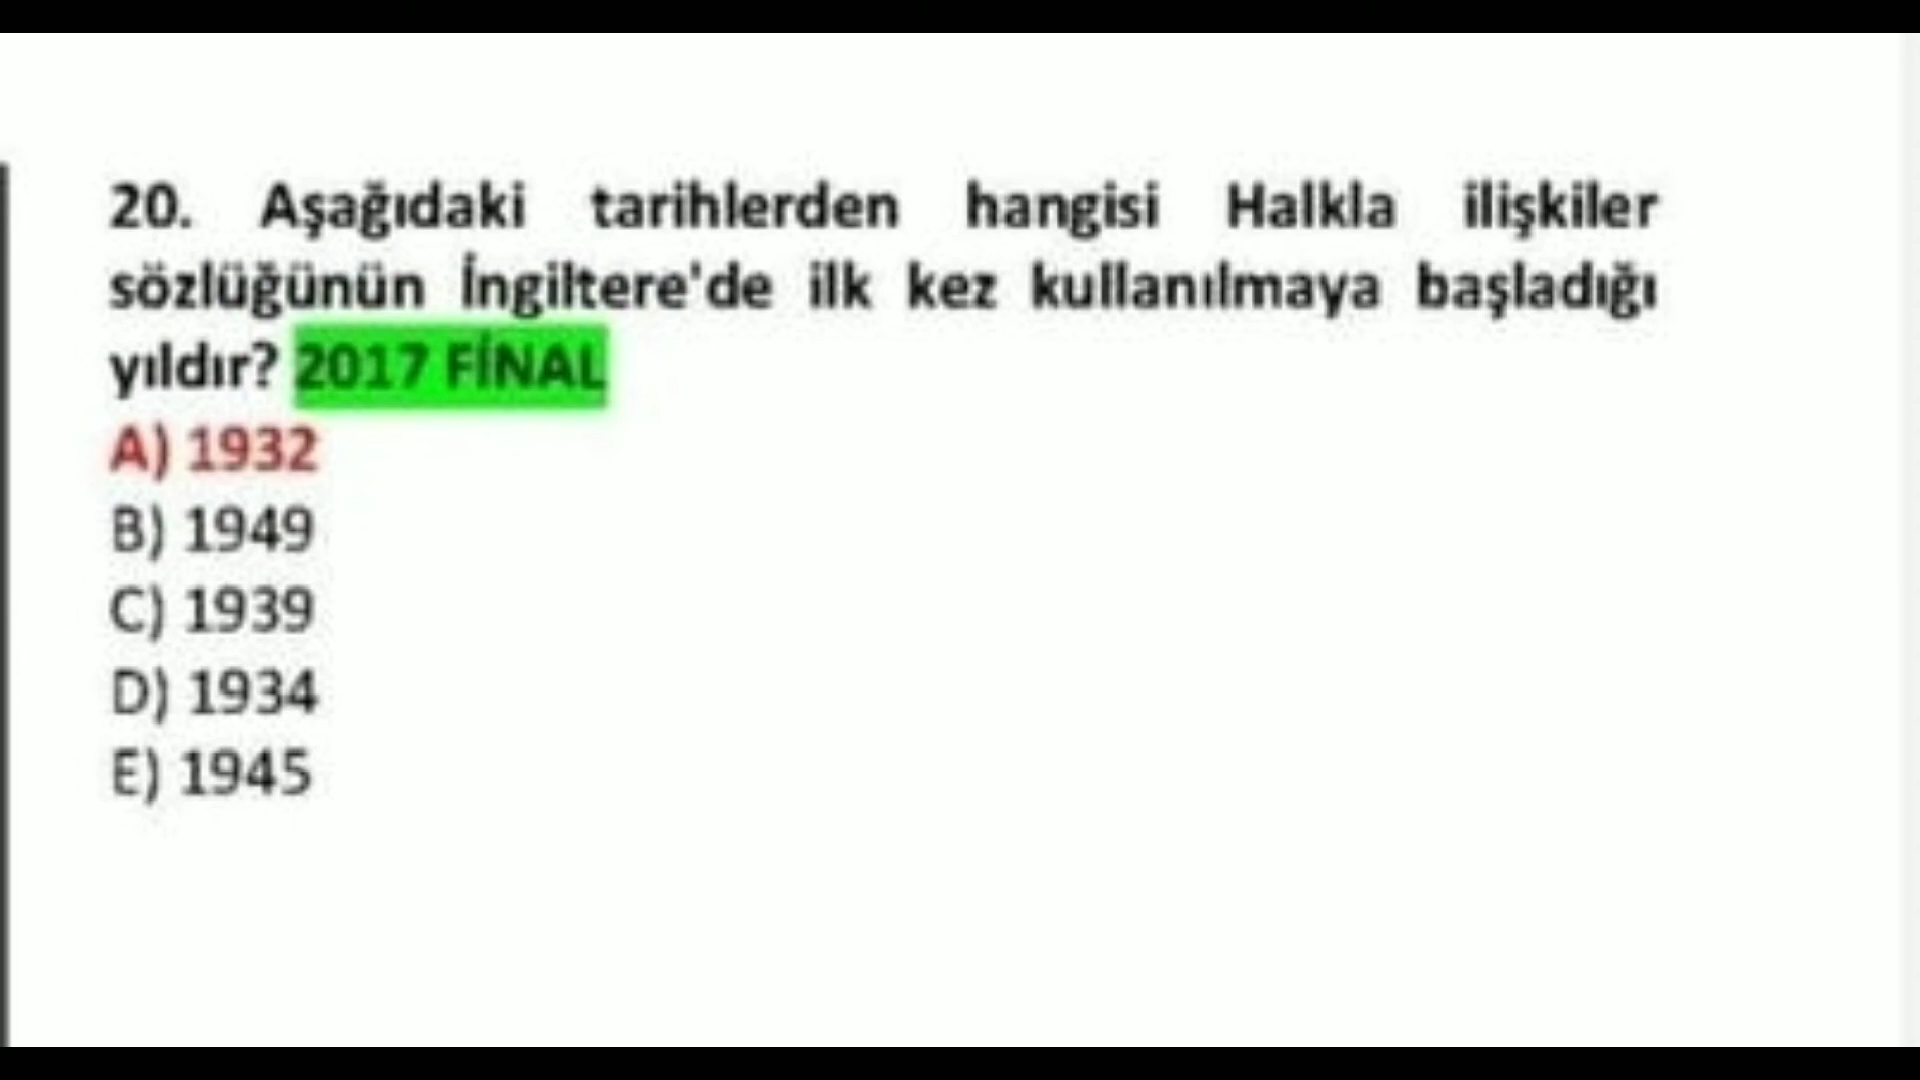 20. Aşağıdaki tarihlerden hangisi Halkla ilişkiler
sözlüğünün İngiltere'de ilk kez kullanılmaya başladığı
yıldır? 2017 FİNAL
A) 1932
B) 1949
C) 1939
D) 1934
E) 1945